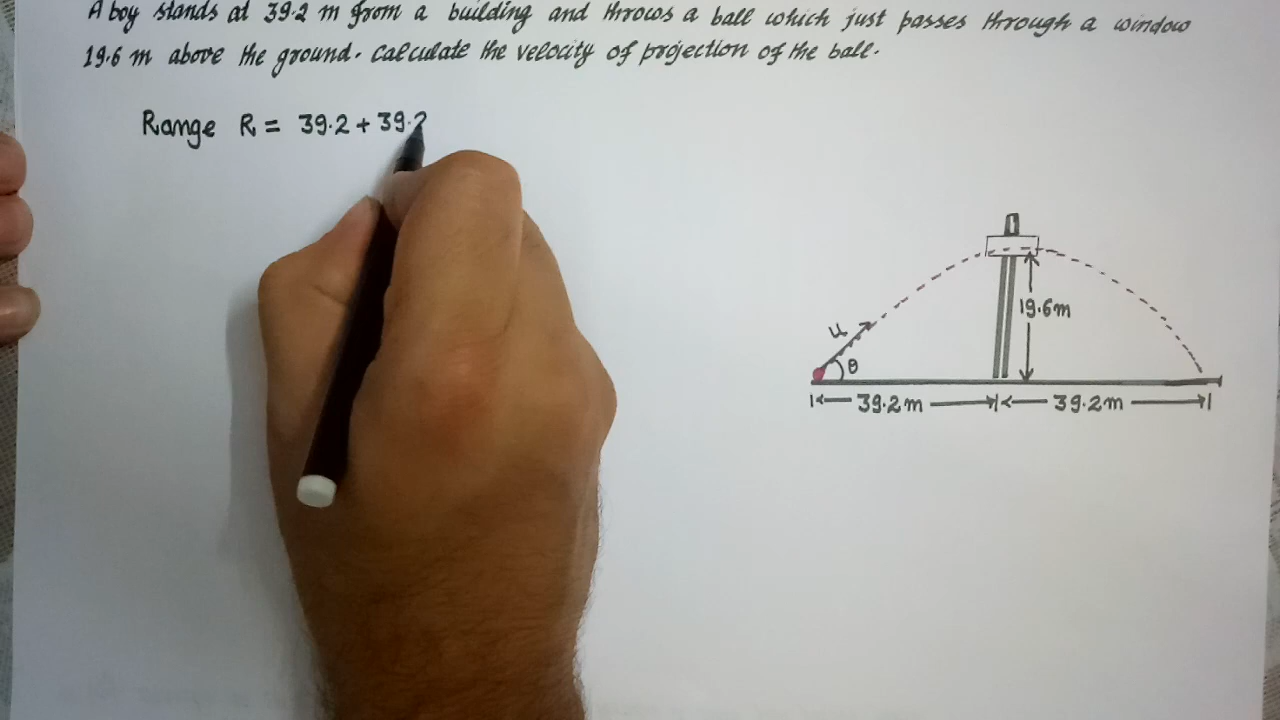 A boy stands at 39.2 m from a building and throws a ball which just passes through a window
19.6 m above the ground. Calculate the velocity of projection of the ball.
Range R = 39.2 + 39.2
19.6m
u
θ
39.2m 39.2m